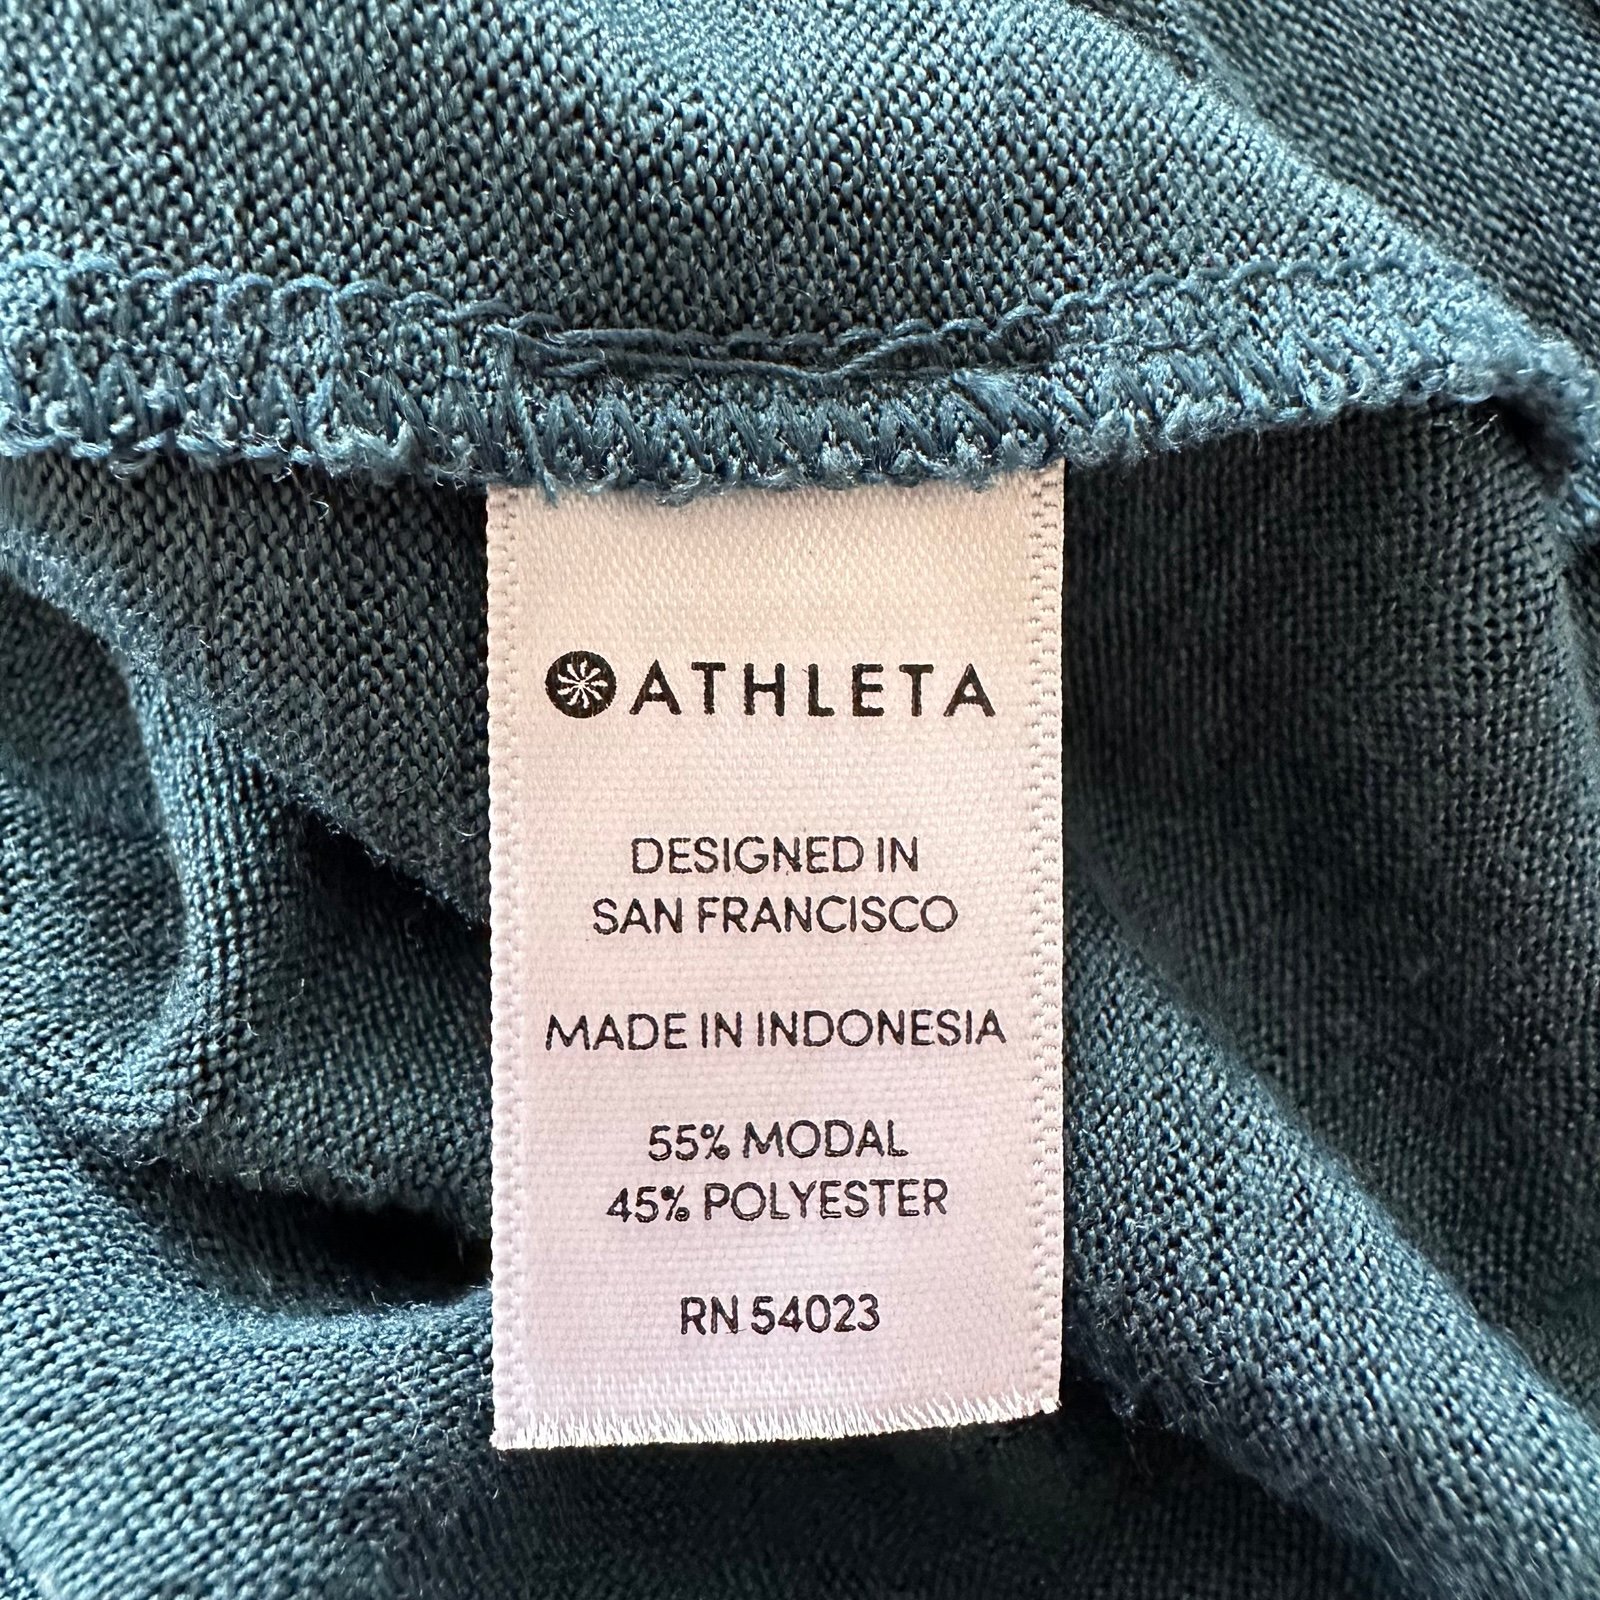 ATHLETA
DESIGNED IN
SAN FRANCISCO
MADE IN INDONESIA
55% MODAL
45% POLYESTER
RN 54023